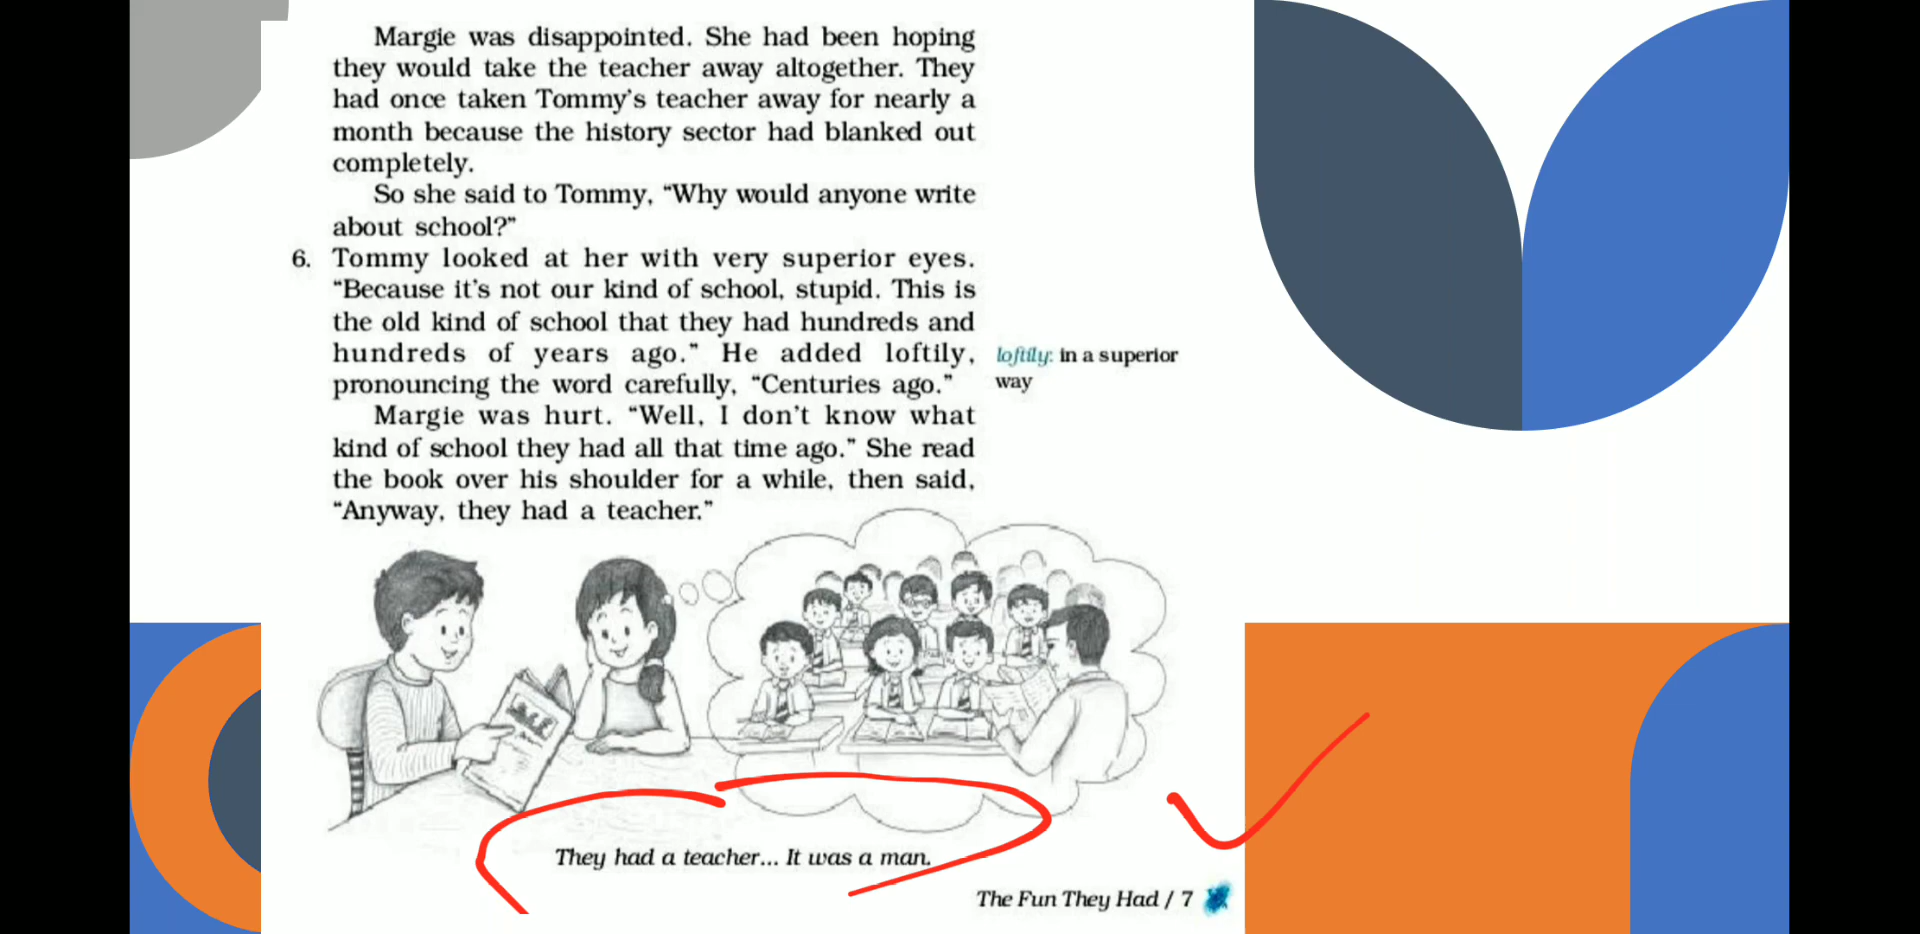 Margie was disappointed. She had been hoping
they would take the teacher away altogether. They
had once taken Tommy’s teacher away for nearly a
month because the history sector had blanked out
completely.
So she said to Tommy, “Why would anyone write
about school?”
6. Tommy looked at her with very superior eyes.
“Because it’s not our kind of school, stupid. This is
the old kind of school that they had hundreds and
hundreds of years ago.” He added loftily,
pronouncing the word carefully, “Centuries ago.”
loftily: in a superior
way
Margie was hurt. “Well, I don’t know what
kind of school they had all that time ago.” She read
the book over his shoulder for a while, then said,
“Anyway, they had a teacher.”
They had a teacher... It was a man.
The Fun They Had / 7